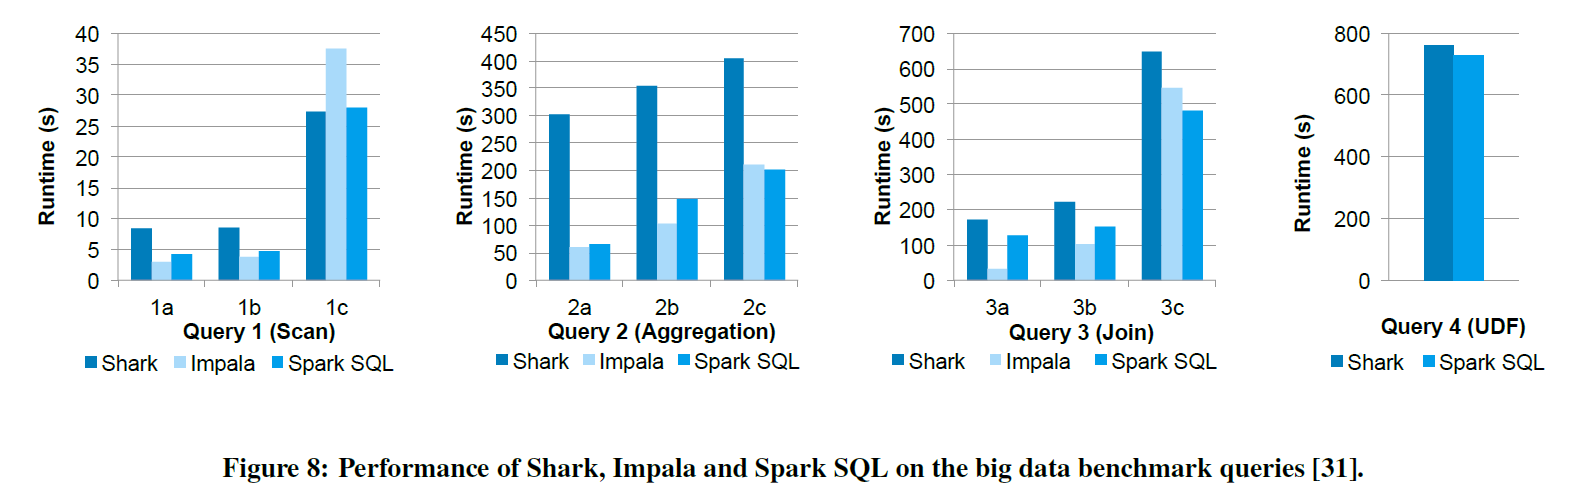 40
35
30
25
20
15
10
5
0
Runtime (s)
1a 1b 1c
Query 1 (Scan)
Shark Impala Spark SQL
450
400
350
300
250
200
150
100
50
0
Runtime (s)
2a 2b 2c
Query 2 (Aggregation)
Shark Impala Spark SQL
700
600
500
400
300
200
100
0
Runtime (s)
3a 3b 3c
Query 3 (Join)
Shark Impala Spark SQL
800
600
400
200
0
Runtime (s)
Query 4 (UDF)
Shark Spark SQL
Figure 8: Performance of Shark, Impala and Spark SQL on the big data benchmark queries [31].